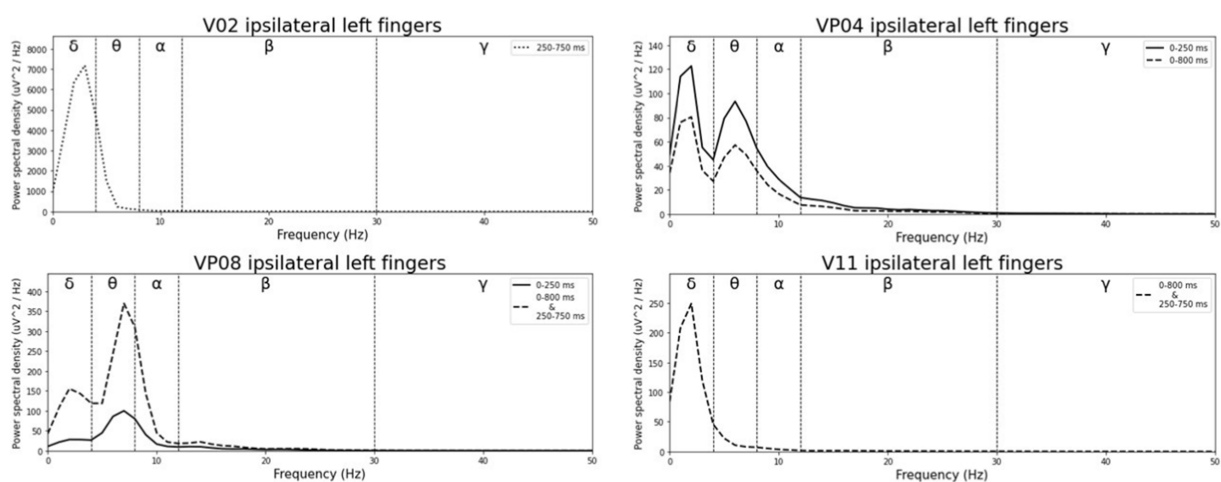 V02 ipsilateral left fingers
δ θ α β γ
250-750 ms
Power spectral density (uV^2 / Hz)
8000
7000
6000
5000
4000
3000
2000
1000
0
0 10 20 30 40 50
Frequency (Hz)
VP04 ipsilateral left fingers
δ θ α β γ
0-250 ms
0-800 ms
Power spectral density (uV^2 / Hz)
140
120
100
80
60
40
20
0
0 10 20 30 40 50
Frequency (Hz)
VP08 ipsilateral left fingers
δ θ α β γ
0-250 ms
0-800 ms
&
250-750 ms
Power spectral density (uV^2 / Hz)
400
350
300
250
200
150
100
50
0
0 10 20 30 40 50
Frequency (Hz)
V11 ipsilateral left fingers
δ θ α β γ
0-800 ms
&
250-750 ms
Power spectral density (uV^2 / Hz)
250
200
150
100
50
0
0 10 20 30 40 50
Frequency (Hz)